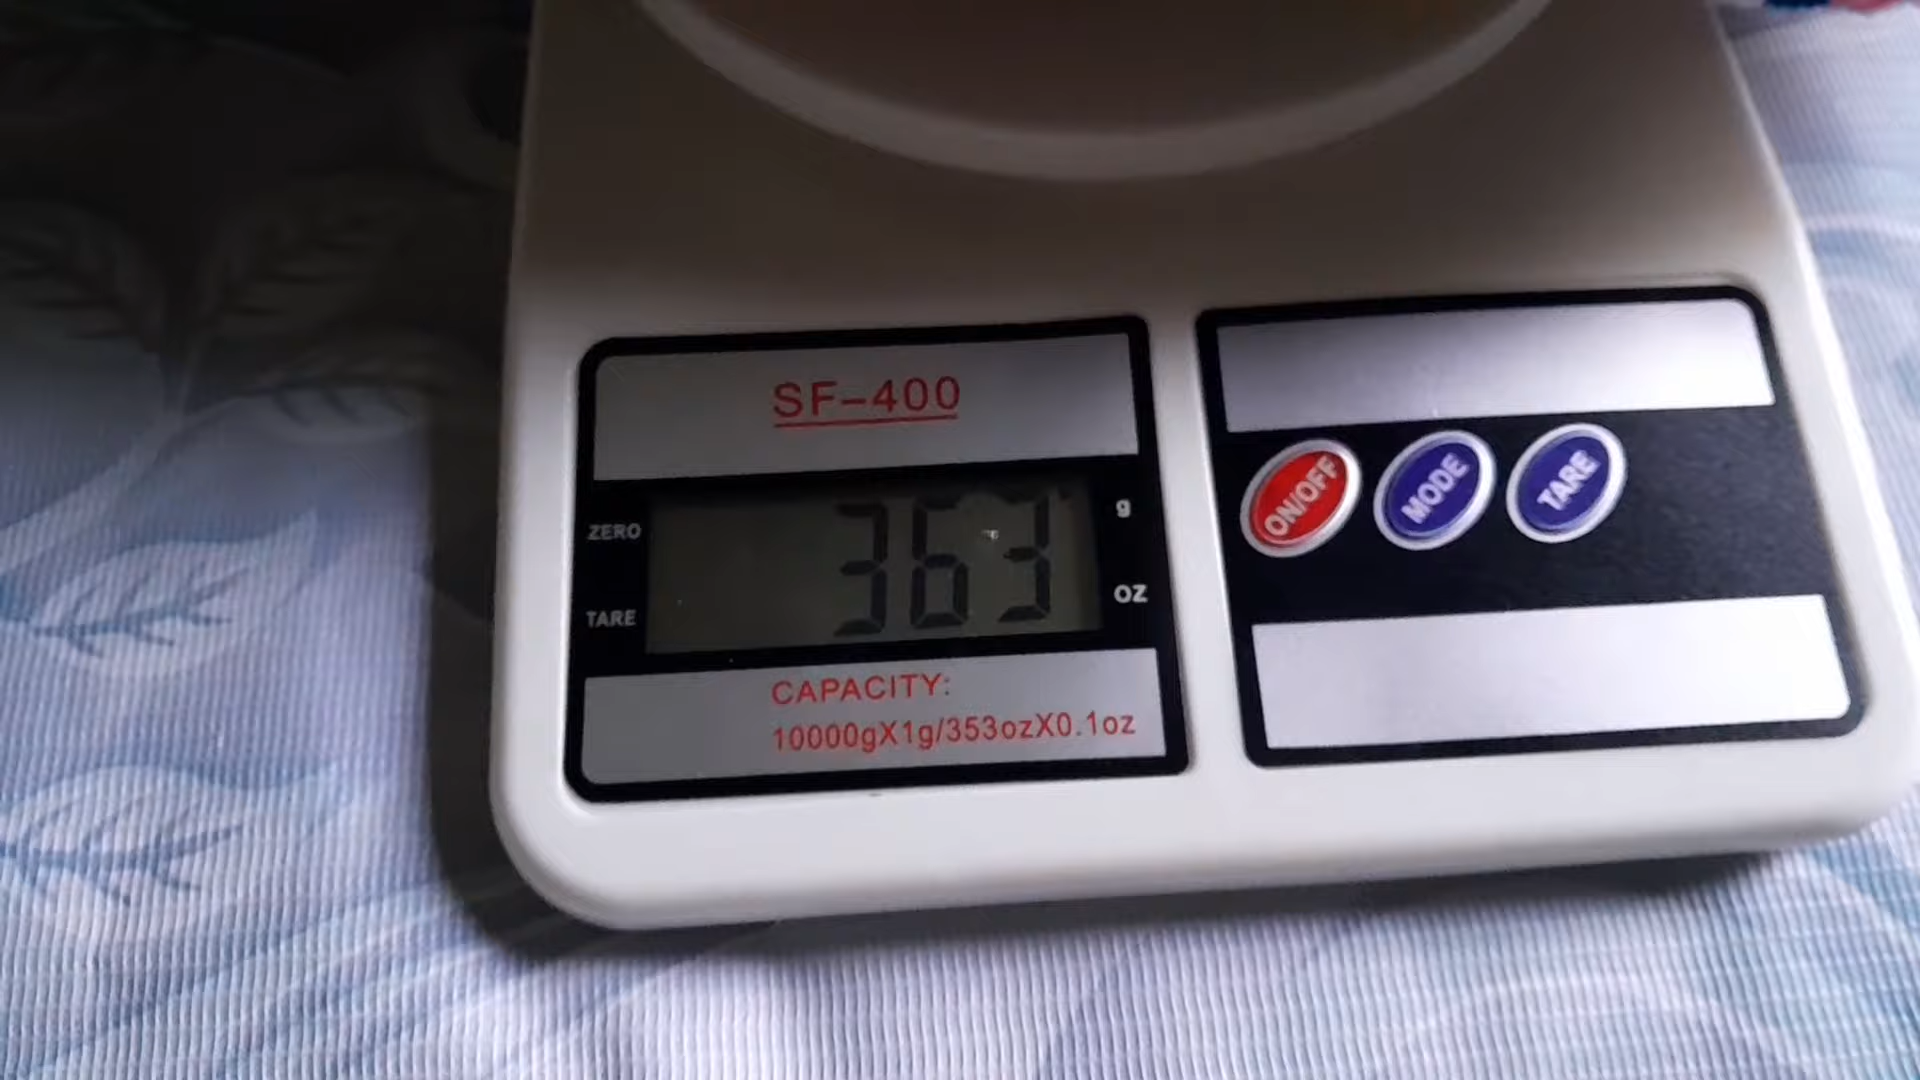 SF-400
ZERO
363
g
TARE
oz
CAPACITY:
10000gX1g/353ozX0.1oz
ON/OFF
MODE
TARE